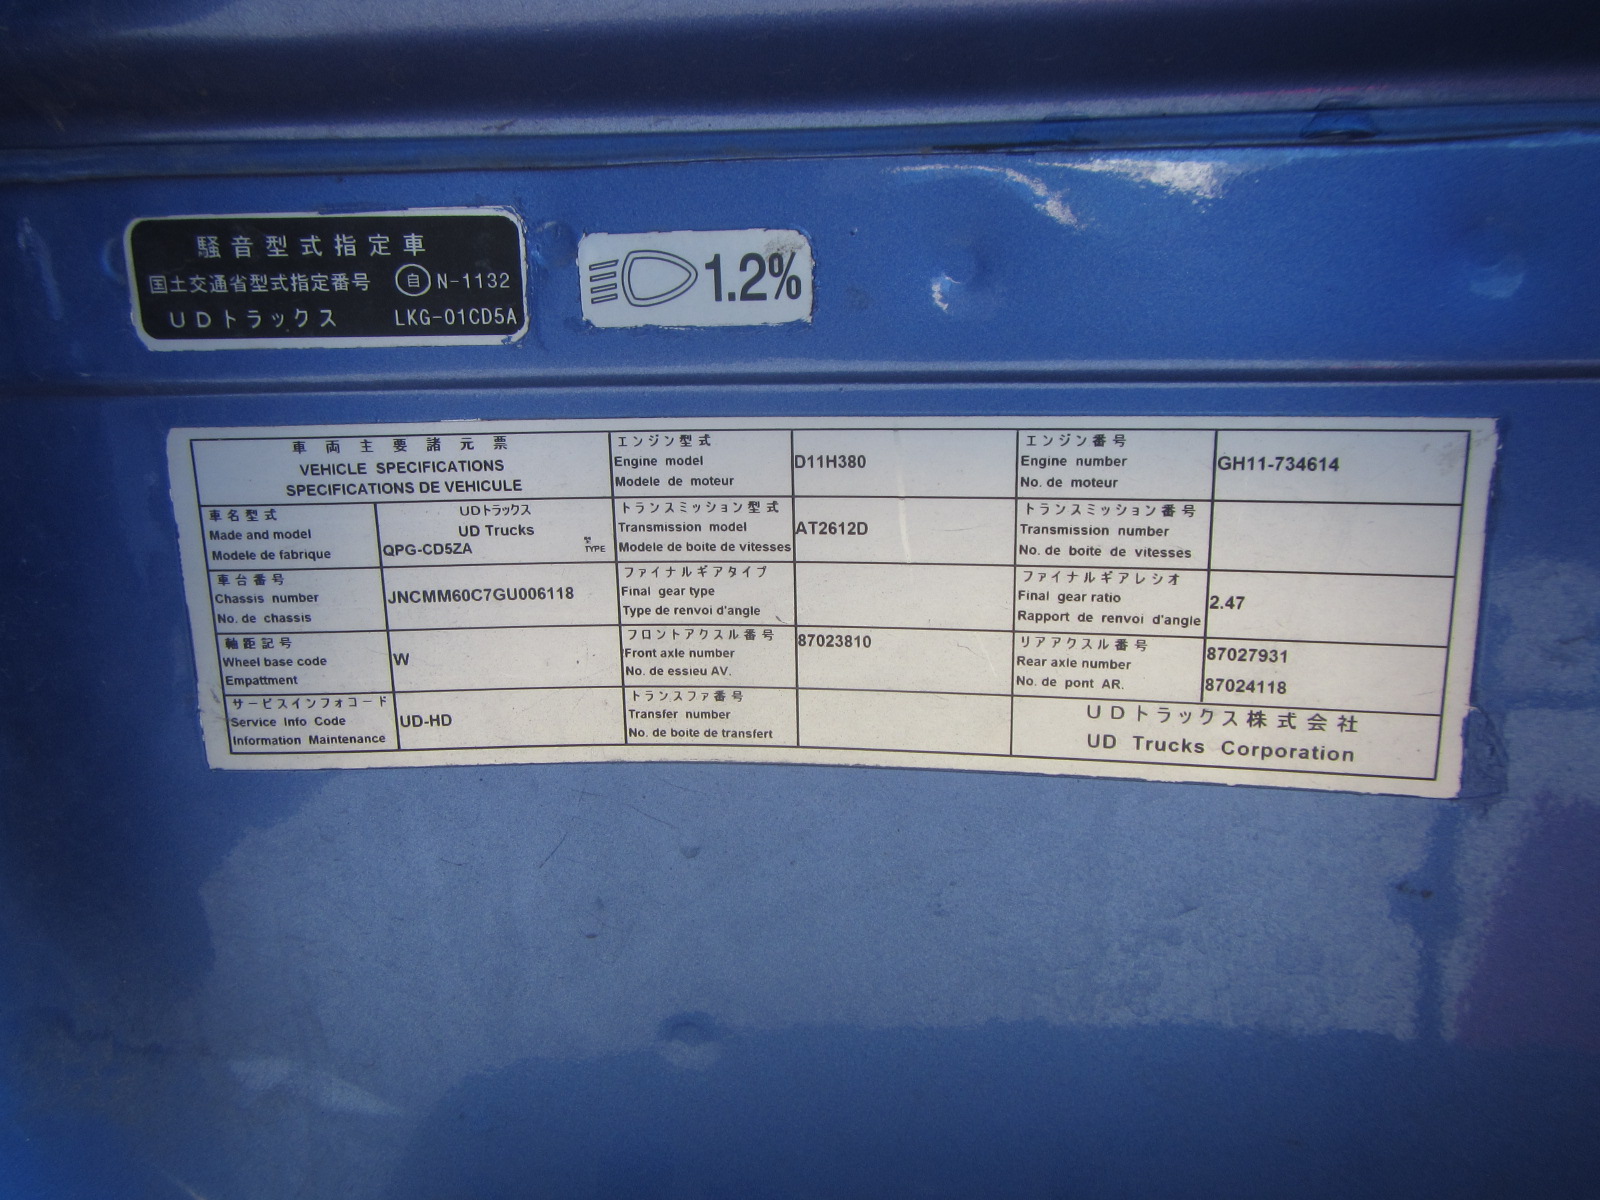 騒音型式指定車
国土交通省型式指定番号 自 N-1132
UDトラックス LKG-01CD5A
1.2%
車両主要諸元票
VEHICLE SPECIFICATIONS
SPECIFICATIONS DE VEHICULE
エンジン型式
Engine model
Modele de moteur
D11H380
エンジン番号
Engine number
No. de moteur
GH11-734614
車名型式
Made and model
Modele de fabrique
UDトラックス
UD Trucks
QPG-CD5ZA
TYPE
トランスミッション型式
Transmission model
Modele de boite de vitesses
AT2612D
トランスミッション番号
Transmission number
No. de boite de vitesses
車台番号
Chassis number
No. de chassis
JNCMM60C7GU006118
ファイナルギアタイプ
Final gear type
Type de renvoi d'angle
ファイナルギアレシオ
Final gear ratio
Rapport de renvoi d'angle
2.47
軸距記号
Wheel base code
Empattment
W
フロントアクスル番号
Front axle number
No. de essieu AV.
87023810
リアアクスル番号
Rear axle number
No. de pont AR.
87027931
87024118
サービスインフォコード
Service Info Code
Information Maintenance
UD-HD
トランスファ番号
Transfer number
No. de boite de transfert
UDトラックス株式会社
UD Trucks Corporation